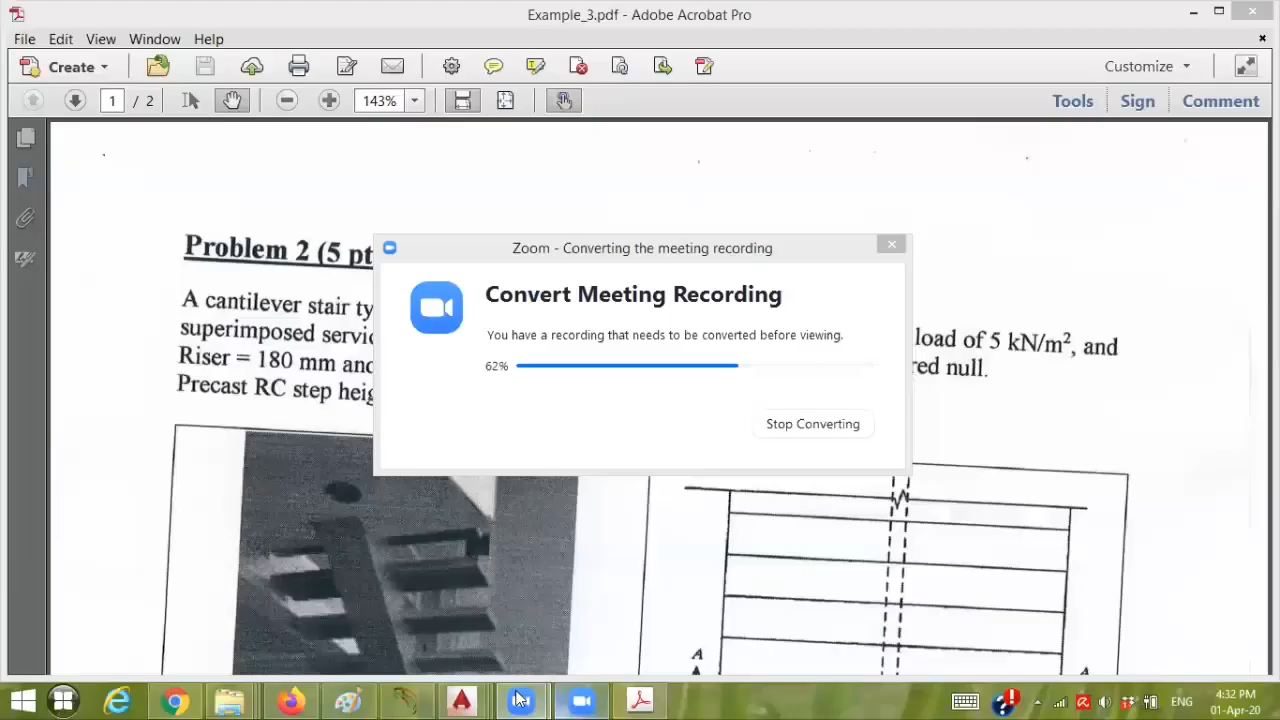 Example_3.pdf - Adobe Acrobat Pro
File Edit View Window Help
Create Customize
1 / 2 143% Tools Sign Comment
Problem 2 (5 pt
A cantilever stair ty
superimposed servic load of 5 kN/m², and
Riser = 180 mm and red null.
Precast RC step heig
Zoom - Converting the meeting recording
Convert Meeting Recording
You have a recording that needs to be converted before viewing.
62%
Stop Converting
A A
ENG 4:32 PM
01-Apr-20